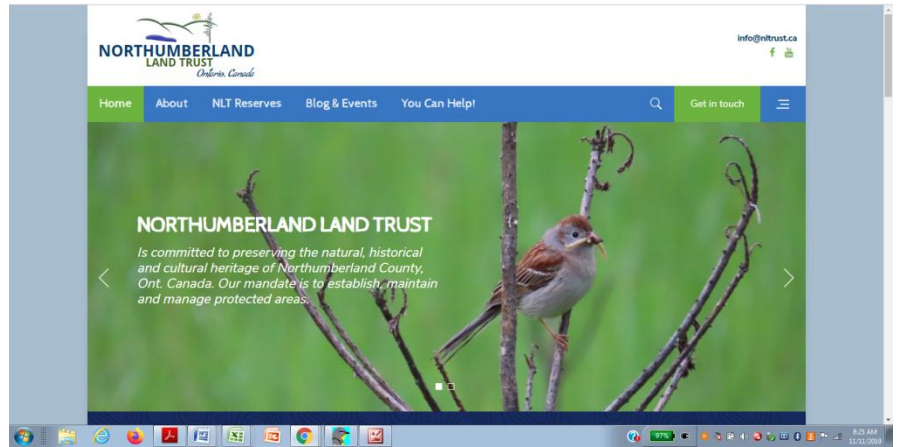 NORTHUMBERLAND
LAND TRUST
Ontario, Canada
info@nltrust.ca
Home About NLT Reserves Blog & Events You Can Help! Get in touch
NORTHUMBERLAND LAND TRUST
Is committed to preserving the natural, historical
and cultural heritage of Northumberland County,
Ont. Canada. Our mandate is to establish, maintain
and manage protected areas.
97%
8:25 AM
11/11/2019